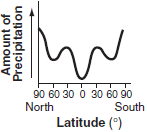 Amount of
Precipitation
90 60 30 0 30 60 90
North South
Latitude (°)